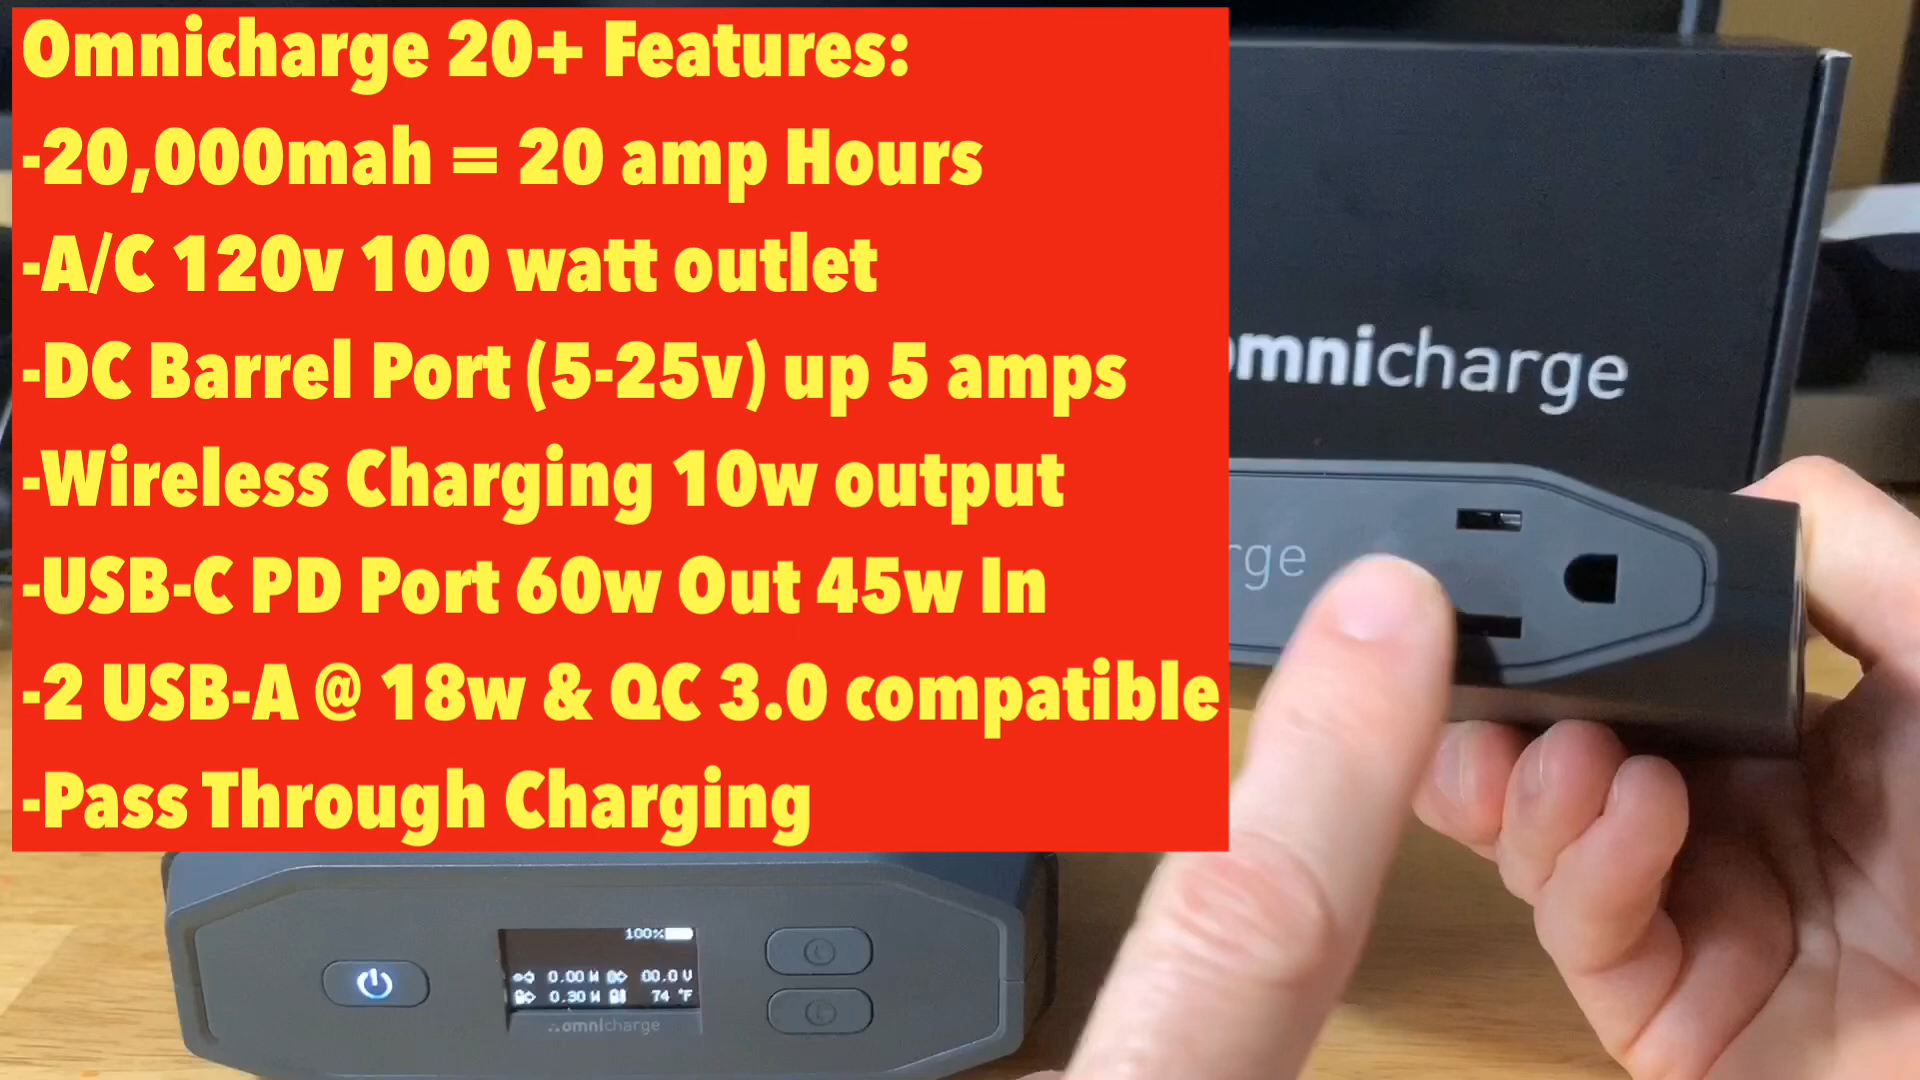 Omnicharge 20+ Features:
-20,000mah = 20 amp Hours
-A/C 120v 100 watt outlet
-DC Barrel Port (5-25v) up 5 amps
-Wireless Charging 10w output
-USB-C PD Port 60w Out 45w In
-2 USB-A @ 18w & QC 3.0 compatible
-Pass Through Charging
omnicharge
rge
100%
0.00 W 00.0 V
0.30 W 74 °F
omnicharge